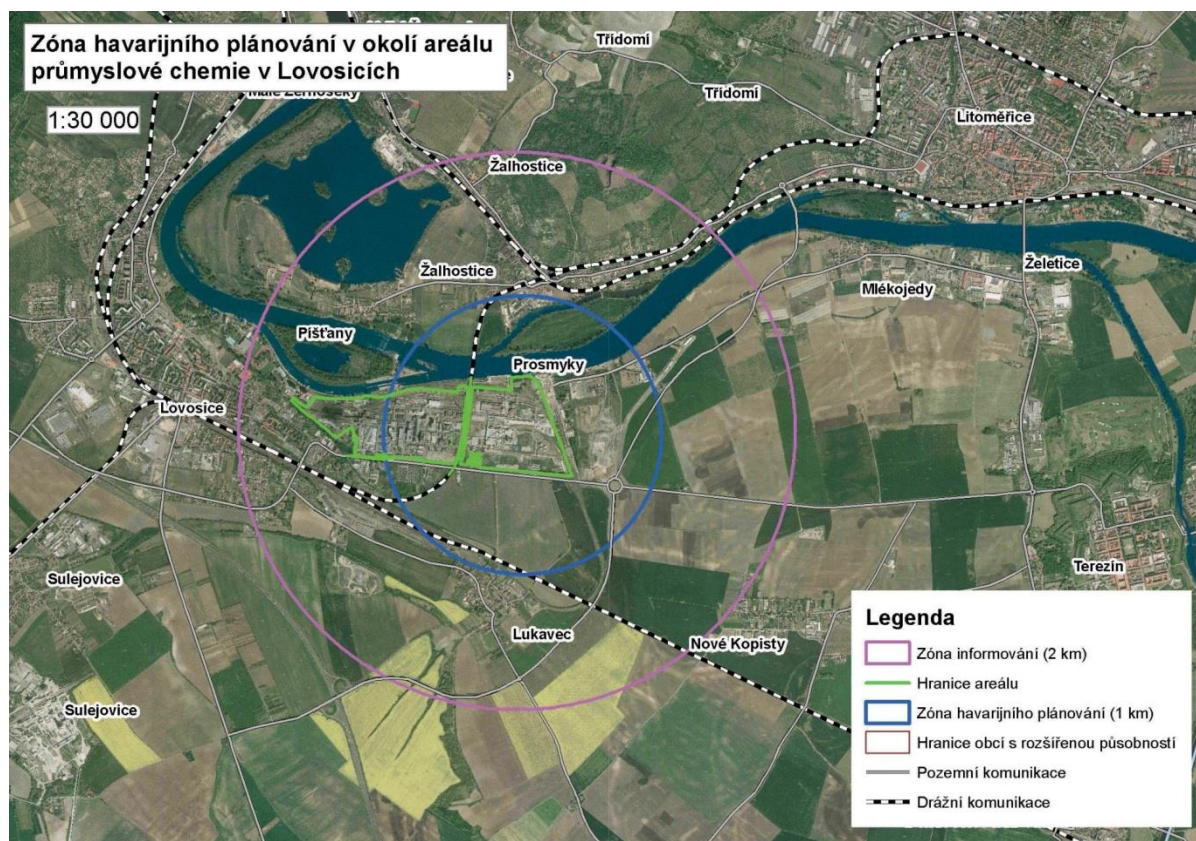 Zóna havarijního plánování v okolí areálu
průmyslové chemie v Lovosicích
1:30 000
Malé Žernoseky
Třídomí
Třídomí
Litoměřice
Žalhostice
Žalhostice
Želetice
Mlékojedy
Píšťany
Prosmyky
Lovosice
Sulejovice
Terezín
Lukavec
Nové Kopisty
Sulejovice
Legenda
Zóna informování (2 km)
Hranice areálu
Zóna havarijního plánování (1 km)
Hranice obcí s rozšířenou působností
Pozemní komunikace
Drážní komunikace